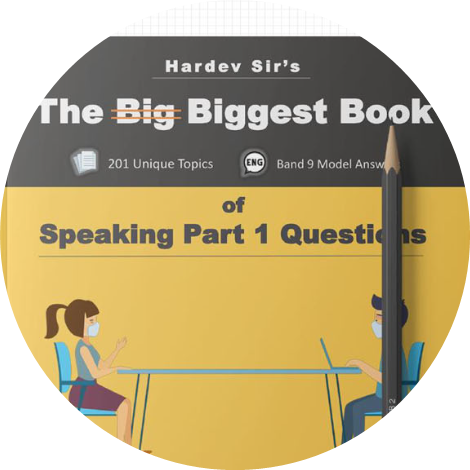 Hardev Sir's
The Big Biggest Book
201 Unique Topics
ENG
Band 9 Model Answ
of
Speaking Part 1 Questions